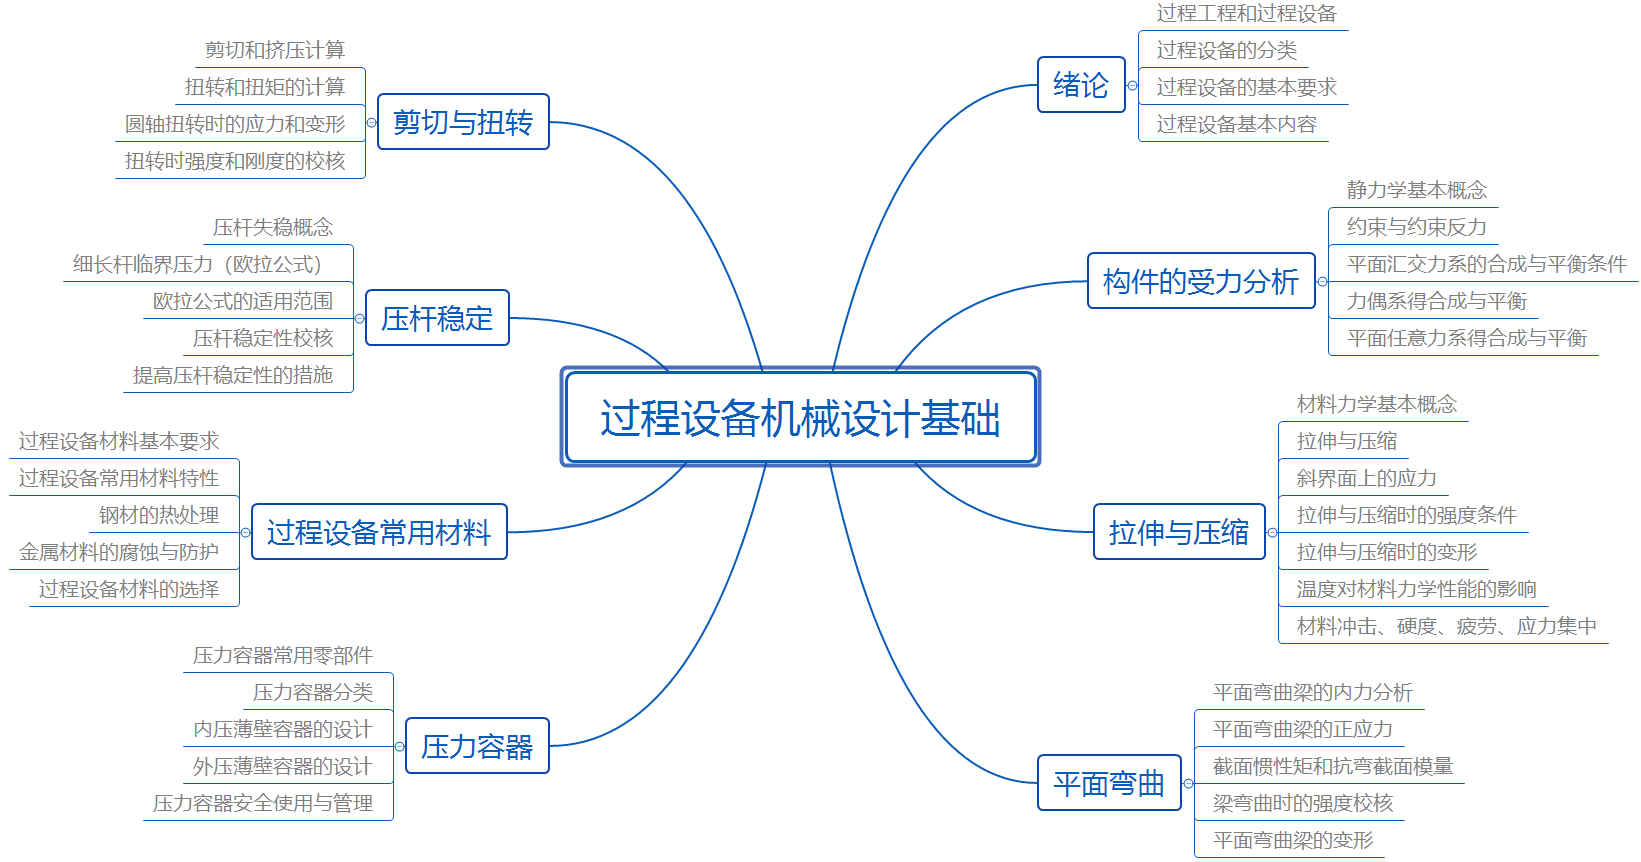 过程设备机械设计基础
绪论
过程工程和过程设备
过程设备的分类
过程设备的基本要求
过程设备基本内容
构件的受力分析
静力学基本概念
约束与约束反力
平面汇交力系的合成与平衡条件
力偶系得合成与平衡
平面任意力系得合成与平衡
拉伸与压缩
材料力学基本概念
拉伸与压缩
斜界面上的应力
拉伸与压缩时的强度条件
拉伸与压缩时的变形
温度对材料力学性能的影响
材料冲击、硬度、疲劳、应力集中
平面弯曲
平面弯曲梁的内力分析
平面弯曲梁的正应力
截面惯性矩和抗弯截面模量
梁弯曲时的强度校核
平面弯曲梁的变形
剪切与扭转
剪切和挤压计算
扭转和扭矩的计算
圆轴扭转时的应力和变形
扭转时强度和刚度的校核
压杆稳定
压杆失稳概念
细长杆临界压力（欧拉公式）
欧拉公式的适用范围
压杆稳定性校核
提高压杆稳定性的措施
过程设备常用材料
过程设备材料基本要求
过程设备常用材料特性
钢材的热处理
金属材料的腐蚀与防护
过程设备材料的选择
压力容器
压力容器常用零部件
压力容器分类
内压薄壁容器的设计
外压薄壁容器的设计
压力容器安全使用与管理